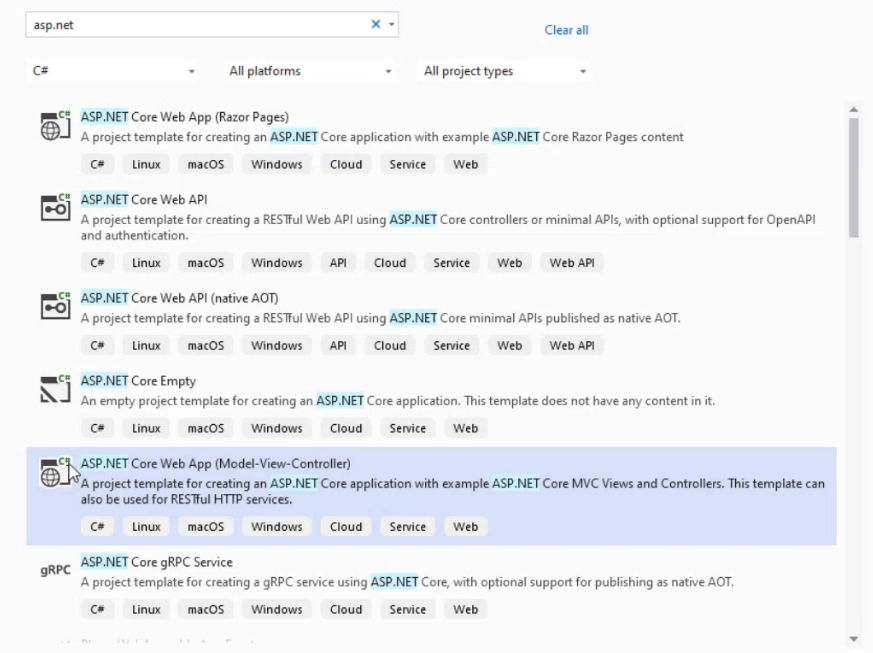 asp.net
Clear all
C# All platforms All project types
C# ASP.NET Core Web App (Razor Pages)
A project template for creating an ASP.NET Core application with example ASP.NET Core Razor Pages content
C# Linux macOS Windows Cloud Service Web
C# ASP.NET Core Web API
A project template for creating a RESTful Web API using ASP.NET Core controllers or minimal APIs, with optional support for OpenAPI
and authentication.
C# Linux macOS Windows API Cloud Service Web Web API
C# ASP.NET Core Web API (native AOT)
A project template for creating a RESTful Web API using ASP.NET Core minimal APIs published as native AOT.
C# Linux macOS Windows API Cloud Service Web Web API
C# ASP.NET Core Empty
An empty project template for creating an ASP.NET Core application. This template does not have any content in it.
C# Linux macOS Windows Cloud Service Web
C# ASP.NET Core Web App (Model-View-Controller)
A project template for creating an ASP.NET Core application with example ASP.NET Core MVC Views and Controllers. This template can
also be used for RESTful HTTP services.
C# Linux macOS Windows Cloud Service Web
gRPC ASP.NET Core gRPC Service
A project template for creating a gRPC service using ASP.NET Core, with optional support for publishing as native AOT.
C# Linux macOS Windows Cloud Service Web